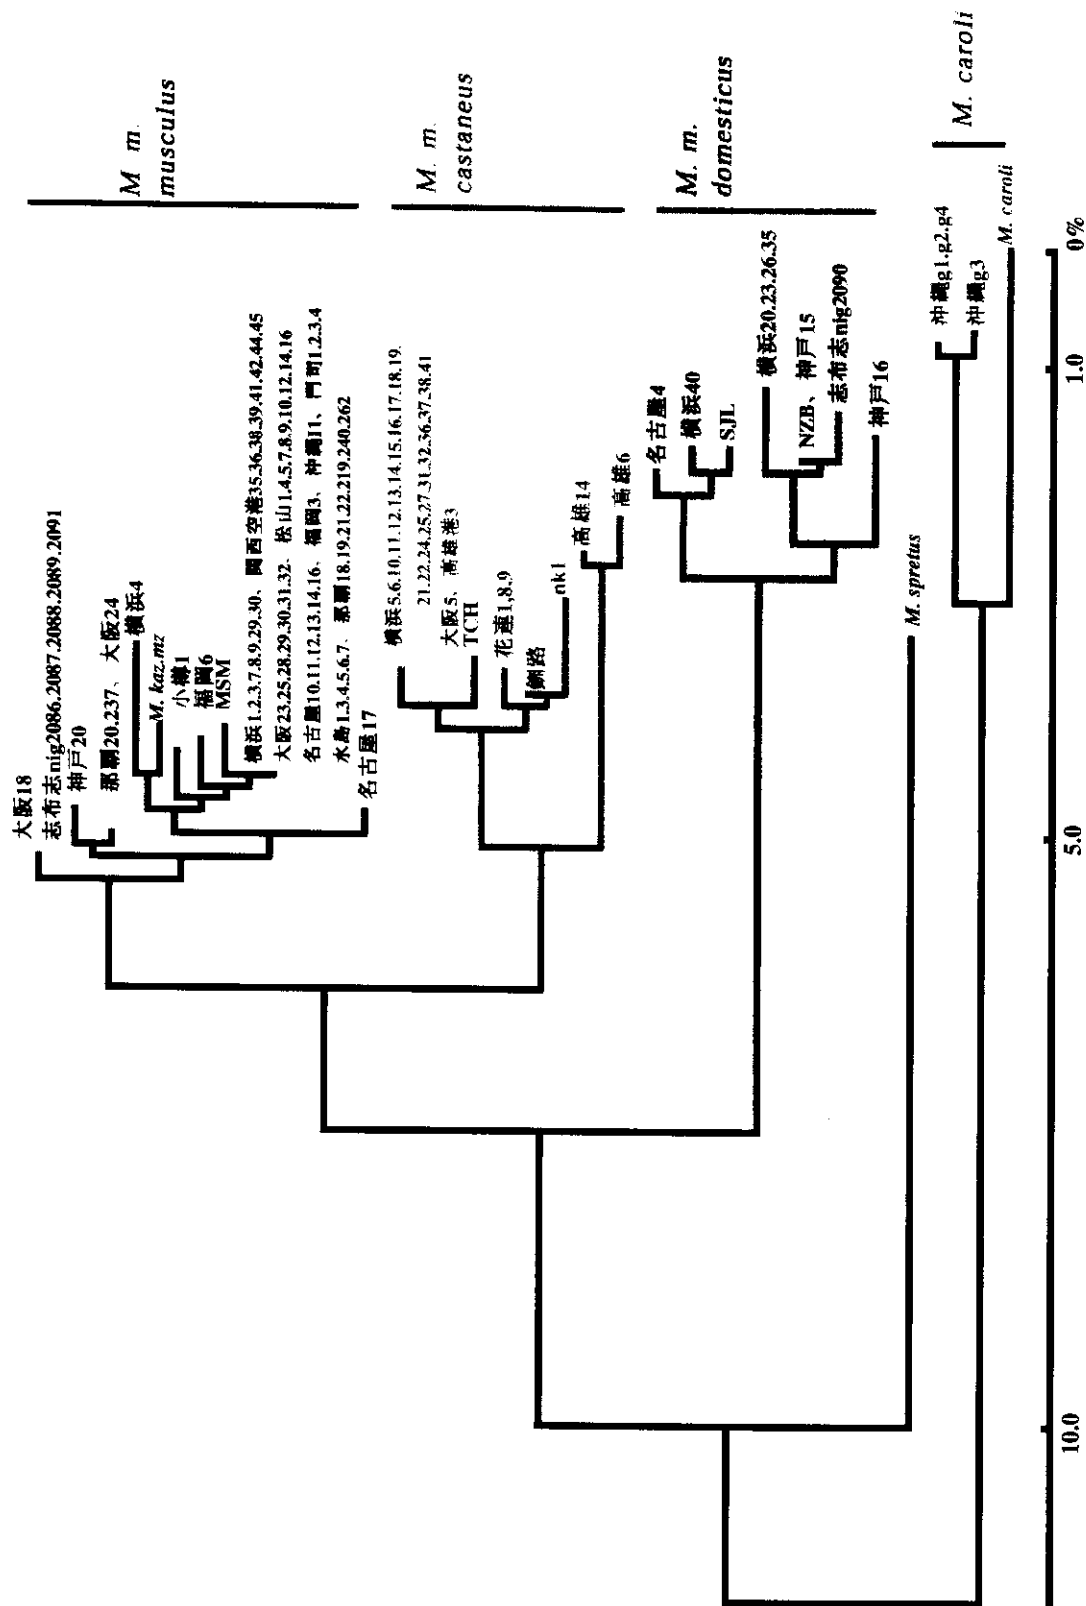 M. m.
musculus
大阪18
志布志nig2086.2087.2088.2089.2091
神戸20
那覇20.237、大阪24
横浜4
M. kaz.mz
小樽1
福岡6
MSM
横浜1.2.3.7.8.9.29.30、関西空港35.36.38.39.41.42.44.45
大阪23.25.28.29.30.31.32、松山1.4.5.7.8.9.10.12.14.16
名古屋10.11.12.13.14.16、福岡3、沖縄11、門司1.2.3.4
水島1.3.4.5.6.7、那覇18.19.21.22.219.240.262
名古屋17
M. m.
castaneus
横浜5.6.10.11.12.13.14.15.16.17.18.19.
21.22.24.25.27.31.32.36.37.38.41
大阪5、高雄港3
TCH
花蓮1,8,9
釧路
nk1
高雄14
高雄6
M. m.
domesticus
名古屋4
横浜40
SJL
横浜20.23.26.35
NZB、神戸15
志布志nig2090
神戸16
M. spretus
M. caroli
沖縄g1.g2.g4
沖縄g3
M. caroli
10.0
5.0
1.0
0%